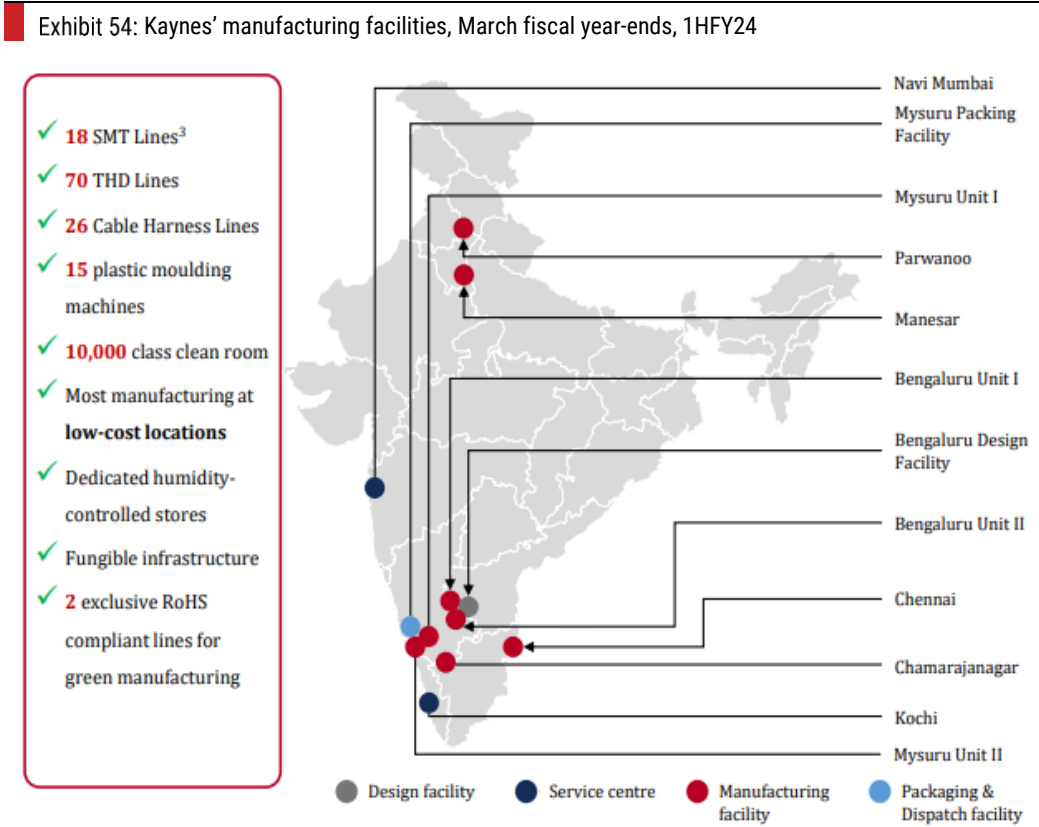 Exhibit 54: Kaynes' manufacturing facilities, March fiscal year-ends, 1HFY24
18 SMT Lines³
70 THD Lines
26 Cable Harness Lines
15 plastic moulding
machines
10,000 class clean room
Most manufacturing at
low-cost locations
Dedicated humidity-
controlled stores
Fungible infrastructure
2 exclusive RoHS
compliant lines for
green manufacturing
Navi Mumbai
Mysuru Packing
Facility
Mysuru Unit I
Parwanoo
Manesar
Bengaluru Unit I
Bengaluru Design
Facility
Bengaluru Unit II
Chennai
Chamarajanagar
Kochi
Mysuru Unit II
Design facility
Service centre
Manufacturing
facility
Packaging &
Dispatch facility